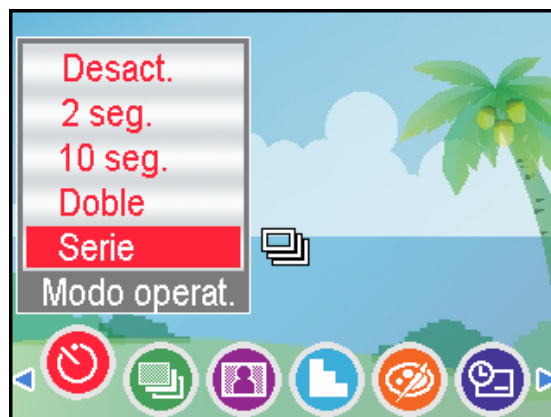 Desact.
2 seg.
10 seg.
Doble
Serie
Modo operat.